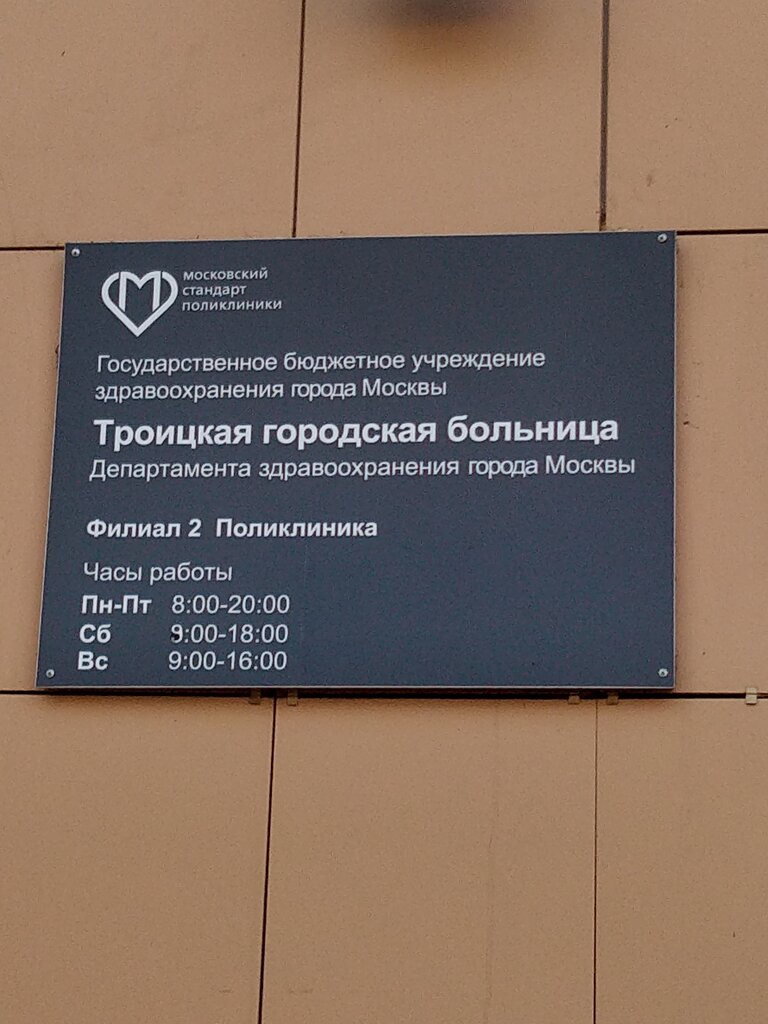 московский
стандарт
поликлиники
Государственное бюджетное учреждение
здравоохранения города Москвы
Троицкая городская больница
Департамента здравоохранения города Москвы
Филиал 2 Поликлиника
Часы работы
Пн-Пт 8:00-20:00
Сб 9:00-18:00
Вс 9:00-16:00